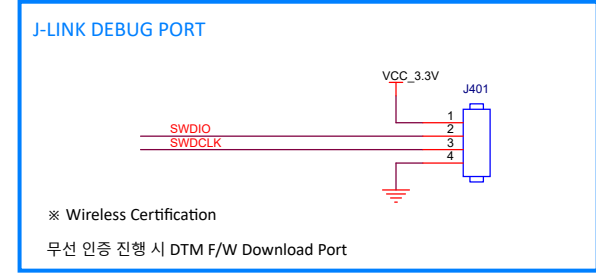 J-LINK DEBUG PORT
VCC_3.3V
J401
1
SWDIO 2
SWDCLK 3
4
※ Wireless Certification
무선 인증 진행 시 DTM F/W Download Port